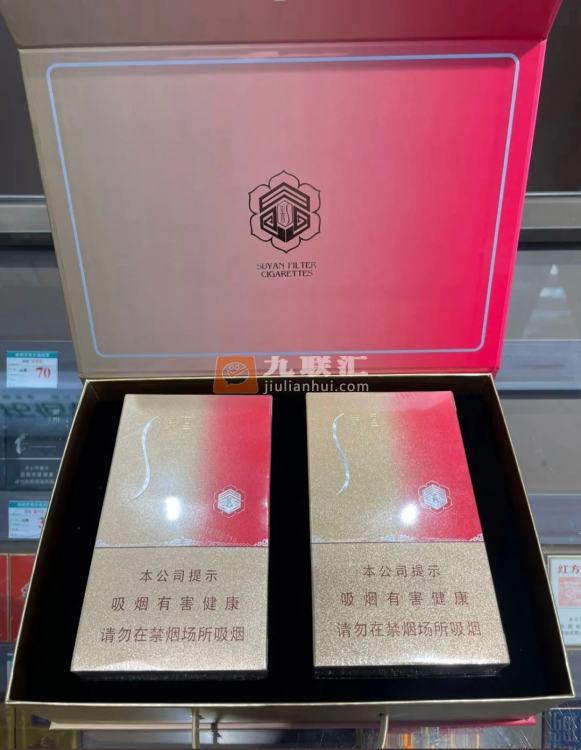 SUYAN FILTER
CIGARETTES
九联汇
jiulianhui.com
70
本公司提示
吸烟有害健康
请勿在禁烟场所吸烟
本公司提示
吸烟有害健康
请勿在禁烟场所吸烟
红方